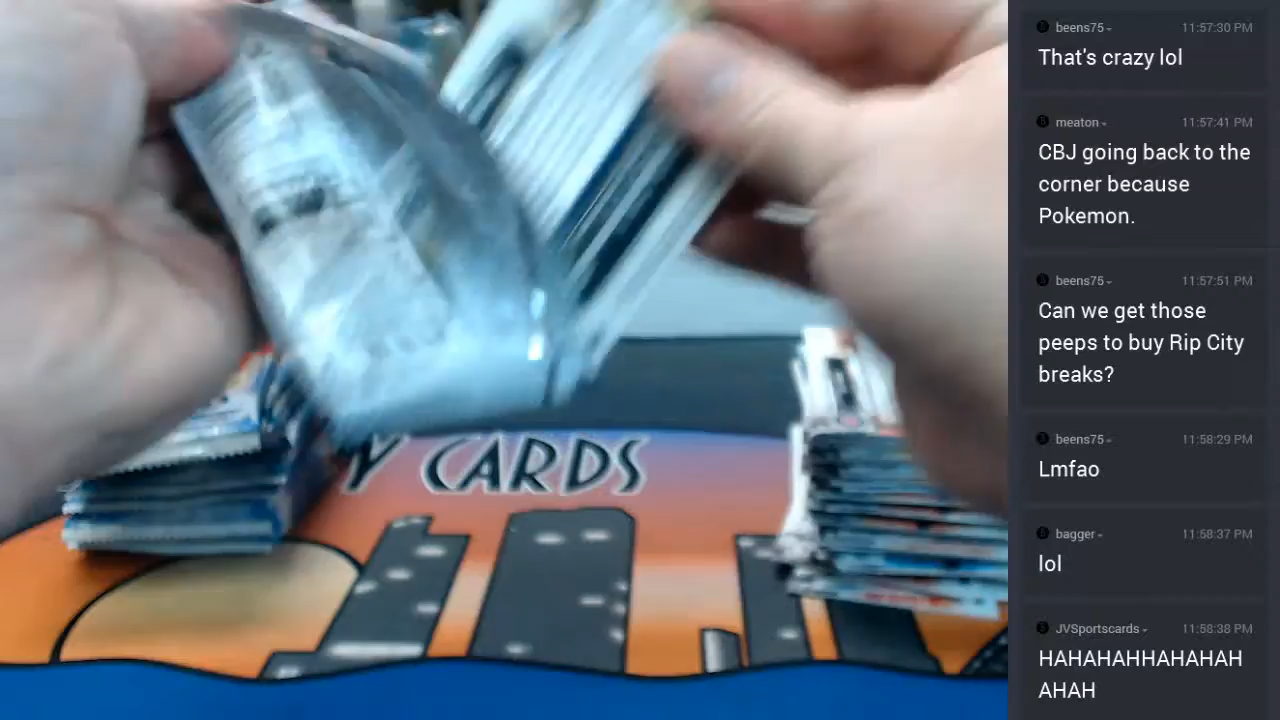 Y CARDS
beens75
11:57:30 PM
That's crazy lol
meaton
11:57:41 PM
CBJ going back to the
corner because
Pokemon.
beens75
11:57:51 PM
Can we get those
peeps to buy Rip City
breaks?
beens75
11:58:29 PM
Lmfao
bagger
11:58:37 PM
lol
JVSportscards
11:58:38 PM
HAHAHAHHAHAHAH
AHAH